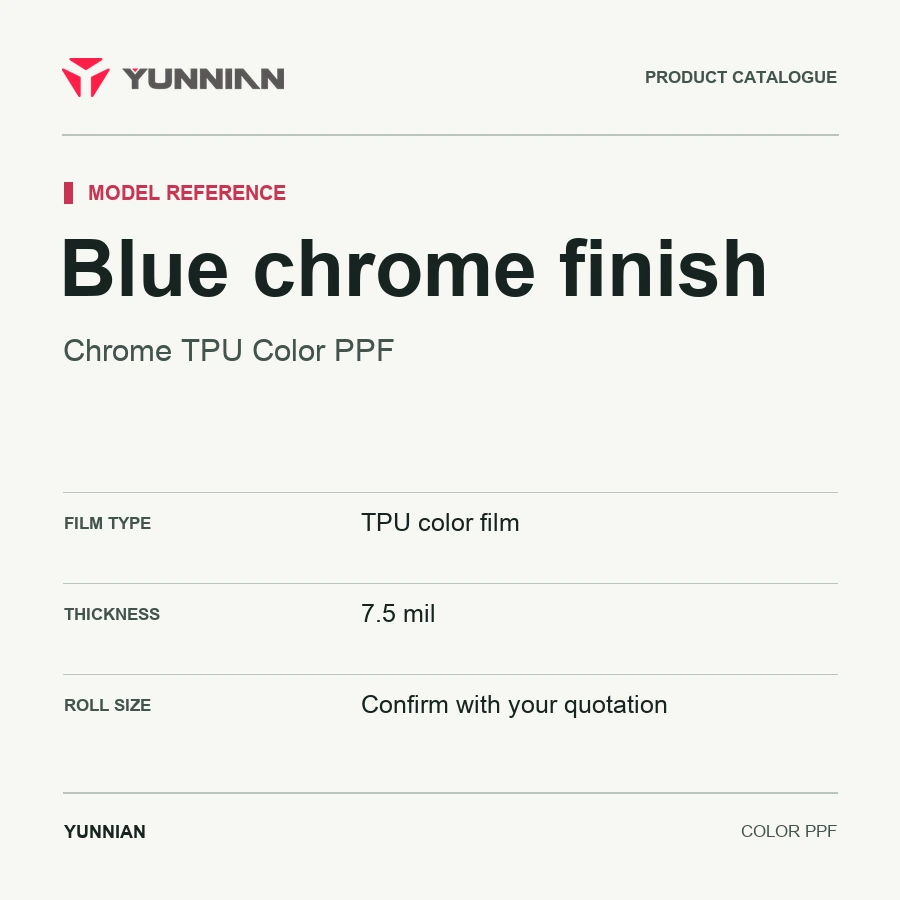 YUNNIAN
PRODUCT CATALOGUE
MODEL REFERENCE
Blue chrome finish
Chrome TPU Color PPF
FILM TYPE
TPU color film
THICKNESS
7.5 mil
ROLL SIZE
Confirm with your quotation
YUNNIAN
COLOR PPF